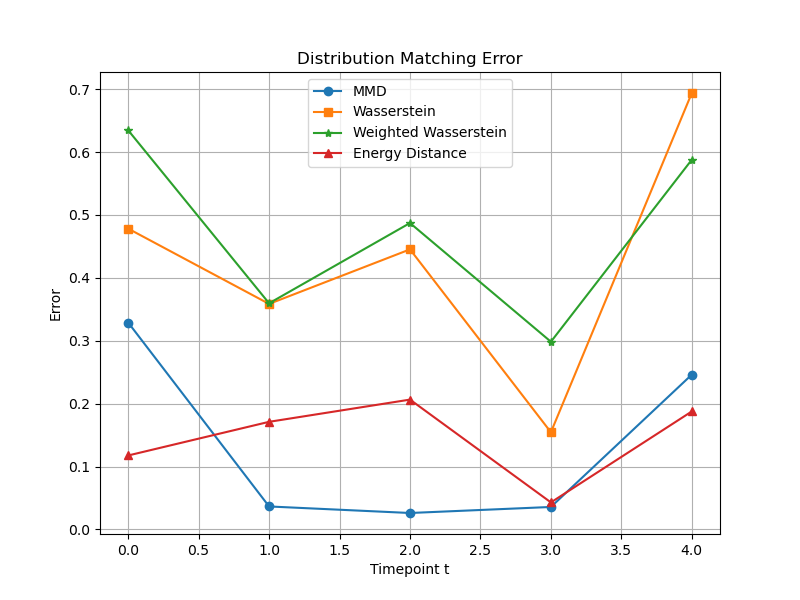 Distribution Matching Error
MMD
Wasserstein
Weighted Wasserstein
Energy Distance
Error
0.7
0.6
0.5
0.4
0.3
0.2
0.1
0.0
0.0 0.5 1.0 1.5 2.0 2.5 3.0 3.5 4.0
Timepoint t